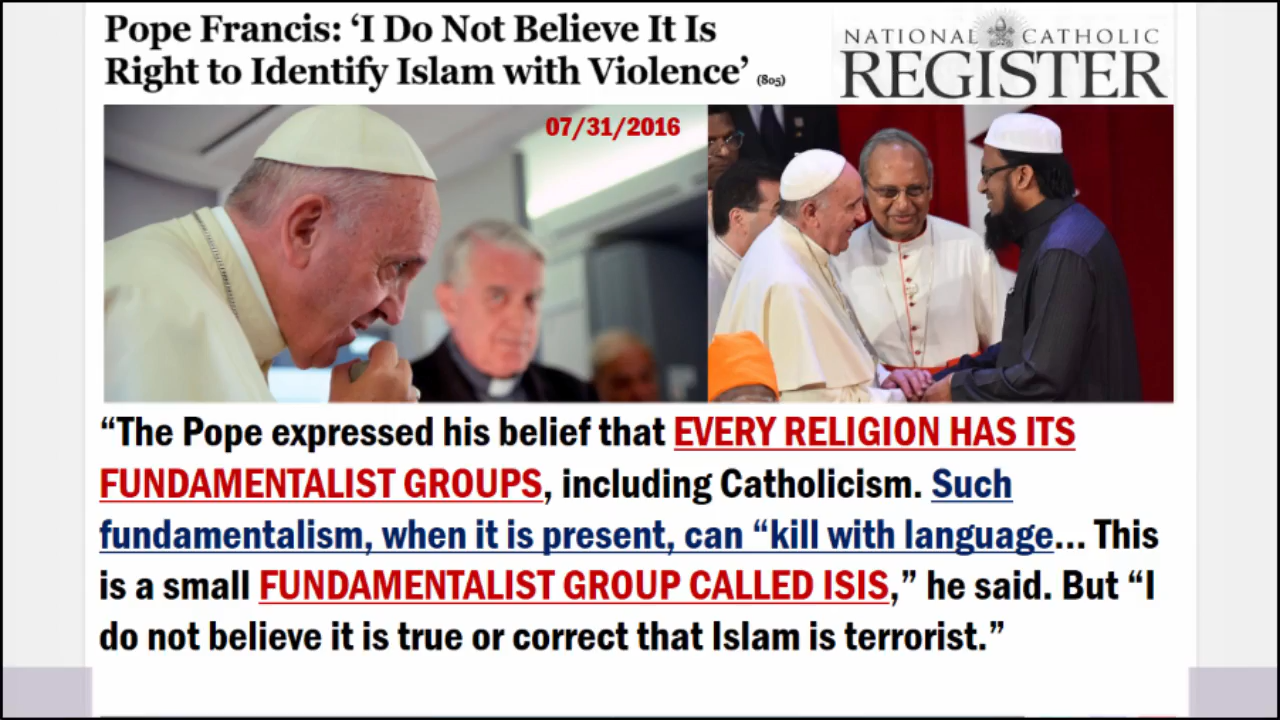 Pope Francis: ‘I Do Not Believe It Is
Right to Identify Islam with Violence’ (805)
NATIONAL CATHOLIC
REGISTER
07/31/2016
“The Pope expressed his belief that EVERY RELIGION HAS ITS
FUNDAMENTALIST GROUPS, including Catholicism. Such
fundamentalism, when it is present, can “kill with language... This
is a small FUNDAMENTALIST GROUP CALLED ISIS,” he said. But “I
do not believe it is true or correct that Islam is terrorist.”